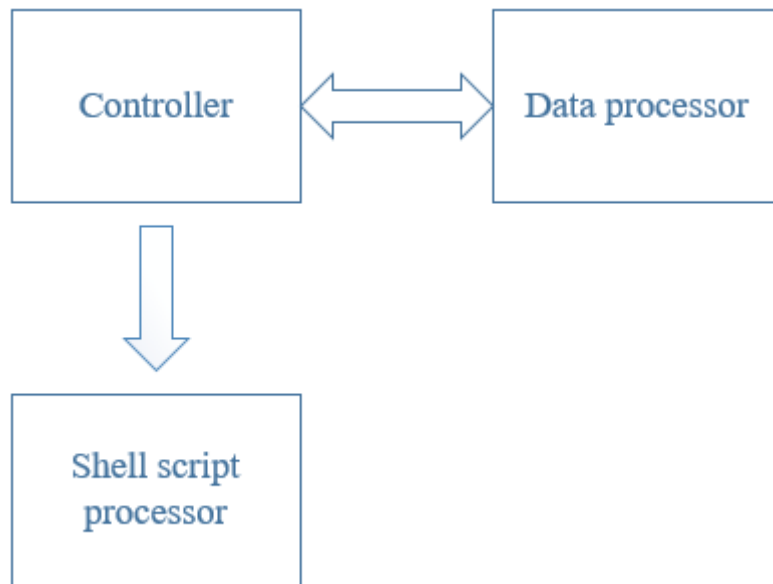 Controller
Data processor
Shell script
processor